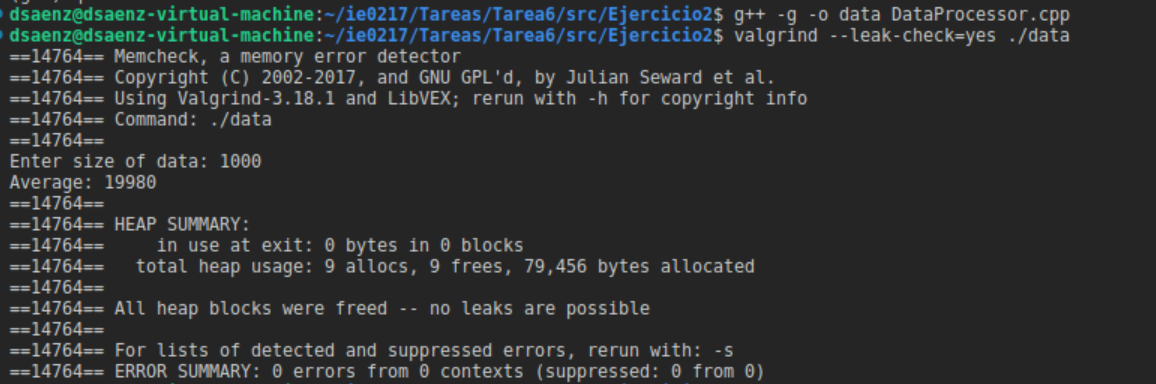 dsaenz@dsaenz-virtual-machine:~/ie0217/Tareas/Tarea6/src/Ejercicio2$ g++ -g -o data DataProcessor.cpp
dsaenz@dsaenz-virtual-machine:~/ie0217/Tareas/Tarea6/src/Ejercicio2$ valgrind --leak-check=yes ./data
==14764== Memcheck, a memory error detector
==14764== Copyright (C) 2002-2017, and GNU GPL'd, by Julian Seward et al.
==14764== Using Valgrind-3.18.1 and LibVEX; rerun with -h for copyright info
==14764== Command: ./data
==14764==
Enter size of data: 1000
Average: 19980
==14764==
==14764== HEAP SUMMARY:
==14764==     in use at exit: 0 bytes in 0 blocks
==14764==   total heap usage: 9 allocs, 9 frees, 79,456 bytes allocated
==14764==
==14764== All heap blocks were freed -- no leaks are possible
==14764==
==14764== For lists of detected and suppressed errors, rerun with: -s
==14764== ERROR SUMMARY: 0 errors from 0 contexts (suppressed: 0 from 0)